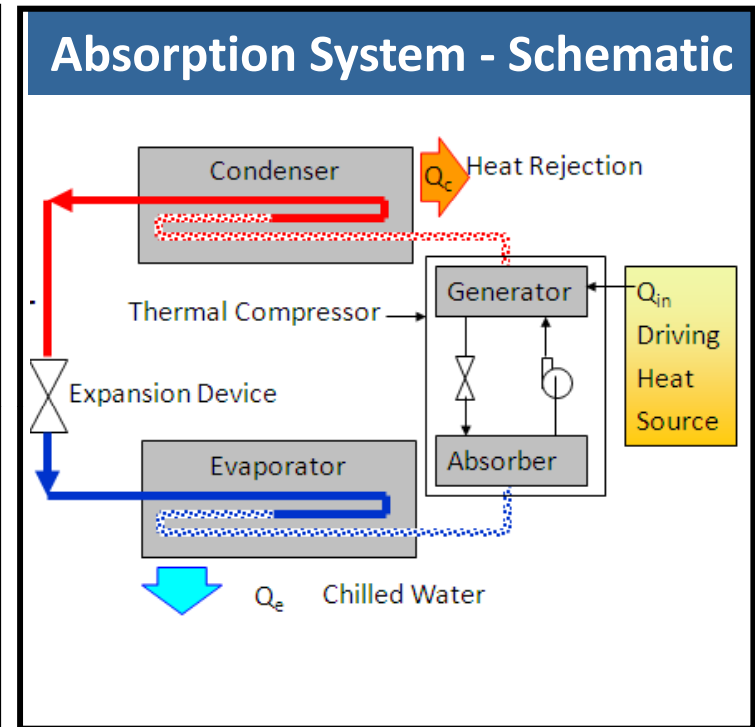 Absorption System - Schematic
Condenser
Qc
Heat Rejection
Thermal Compressor
Generator
Qin
Driving
Heat
Source
Expansion Device
Absorber
Evaporator
Qe
Chilled Water